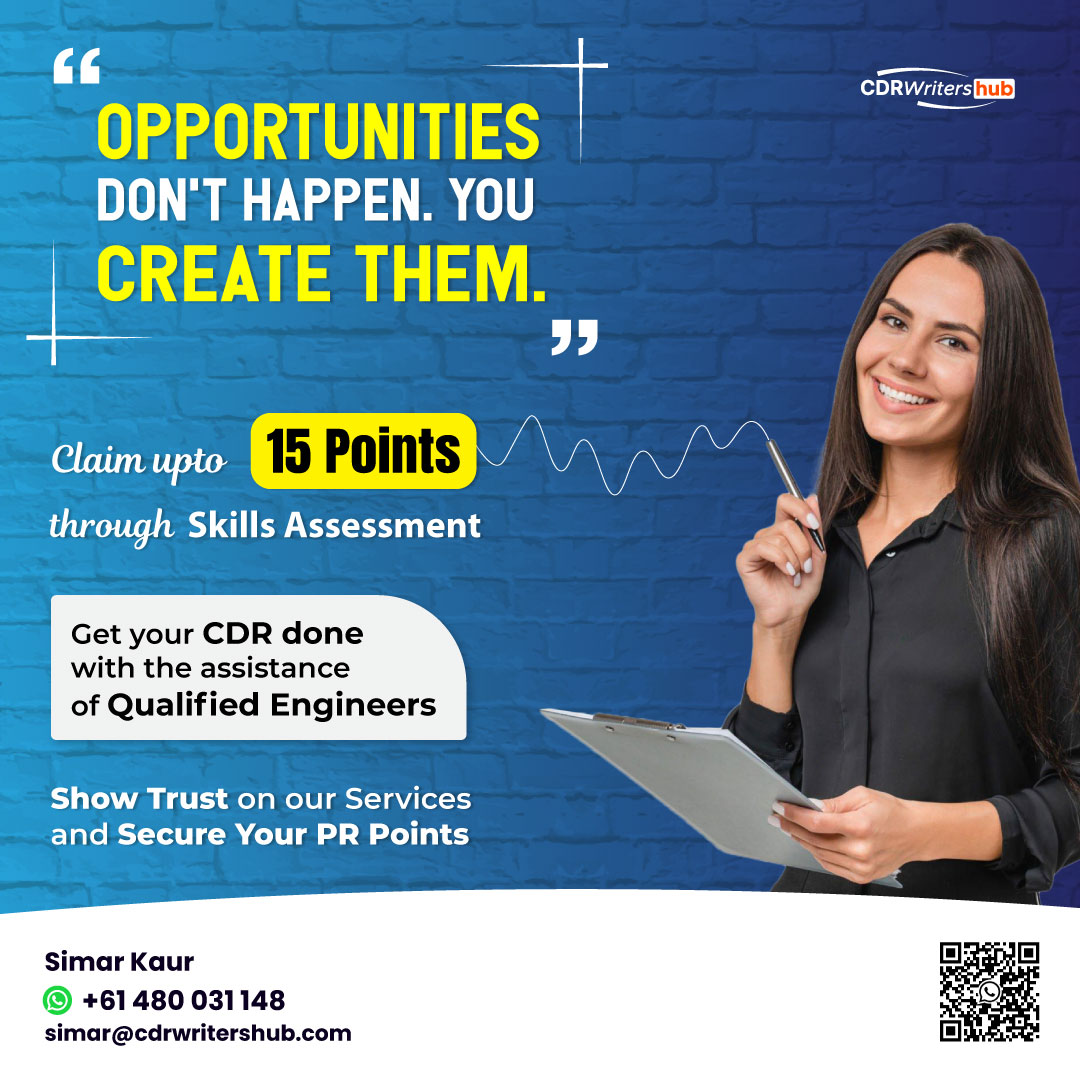 CDRWritershub
“
OPPORTUNITIES
DON'T HAPPEN. YOU
CREATE THEM.
”
Claim upto 15 Points
through Skills Assessment
Get your CDR done
with the assistance
of Qualified Engineers
Show Trust on our Services
and Secure Your PR Points
Simar Kaur
+61 480 031 148
simar@cdrwritershub.com